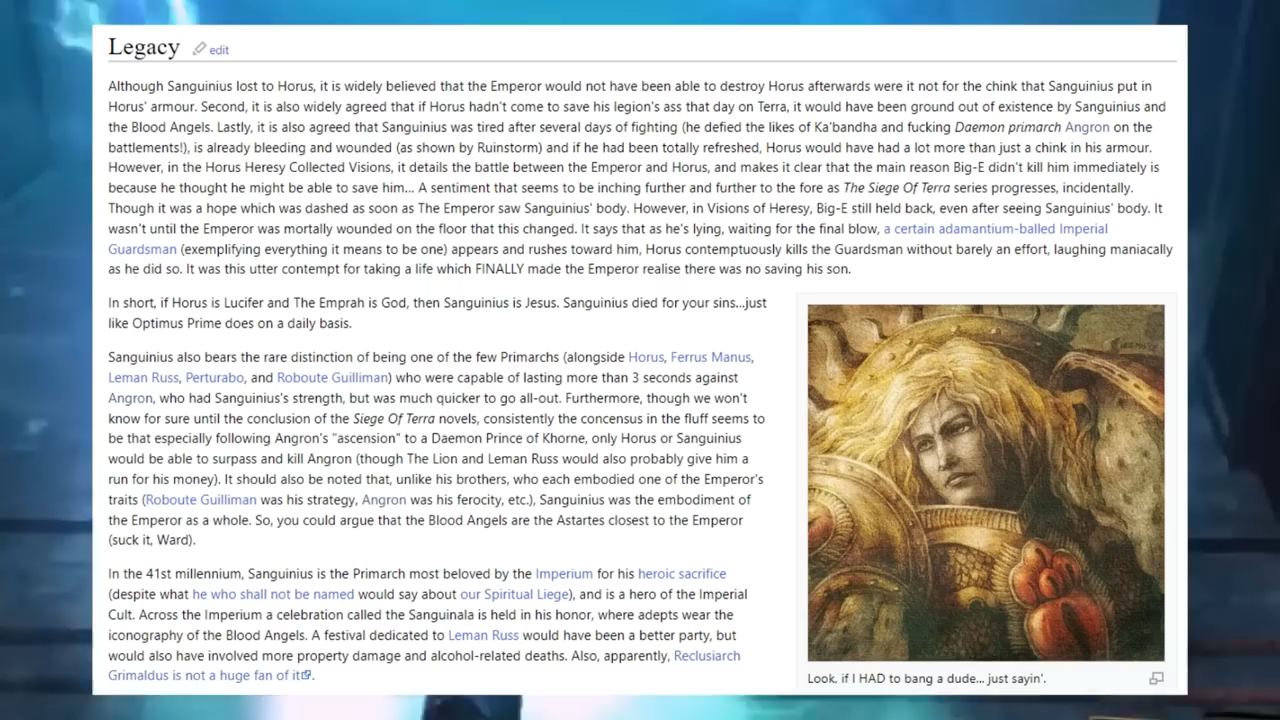 Legacy edit
Although Sanguinius lost to Horus, it is widely believed that the Emperor would not have been able to destroy Horus afterwards were it not for the chink that Sanguinius put in
Horus' armour. Second, it is also widely agreed that if Horus hadn't come to save his legion's ass that day on Terra, it would have been ground out of existence by Sanguinius and
the Blood Angels. Lastly, it is also agreed that Sanguinius was tired after several days of fighting (he defied the likes of Ka'bandha and fucking Daemon primarch Angron on the
battlements!), is already bleeding and wounded (as shown by Ruinstorm) and if he had been totally refreshed, Horus would have had a lot more than just a chink in his armour.
However, in the Horus Heresy Collected Visions, it details the battle between the Emperor and Horus, and makes it clear that the main reason Big-E didn't kill him immediately is
because he thought he might be able to save him... A sentiment that seems to be inching further and further to the fore as The Siege Of Terra series progresses, incidentally.
Though it was a hope which was dashed as soon as The Emperor saw Sanguinius' body. However, in Visions of Heresy, Big-E still held back, even after seeing Sanguinius' body. It
wasn't until the Emperor was mortally wounded on the floor that this changed. It says that as he's lying, waiting for the final blow, a certain adamantium-balled Imperial
Guardsman (exemplifying everything it means to be one) appears and rushes toward him, Horus contemptuously kills the Guardsman without barely an effort, laughing maniacally
as he did so. It was this utter contempt for taking a life which FINALLY made the Emperor realise there was no saving his son.
In short, if Horus is Lucifer and The Emprah is God, then Sanguinius is Jesus. Sanguinius died for your sins...just
like Optimus Prime does on a daily basis.
Sanguinius also bears the rare distinction of being one of the few Primarchs (alongside Horus, Ferrus Manus,
Leman Russ, Perturabo, and Roboute Guilliman) who were capable of lasting more than 3 seconds against
Angron, who had Sanguinius's strength, but was much quicker to go all-out. Furthermore, though we won't
know for sure until the conclusion of the Siege Of Terra novels, consistently the concensus in the fluff seems to
be that especially following Angron's "ascension" to a Daemon Prince of Khorne, only Horus or Sanguinius
would be able to surpass and kill Angron (though The Lion and Leman Russ would also probably give him a
run for his money). It should also be noted that, unlike his brothers, who each embodied one of the Emperor's
traits (Roboute Guilliman was his strategy, Angron was his ferocity, etc.), Sanguinius was the embodiment of
the Emperor as a whole. So, you could argue that the Blood Angels are the Astartes closest to the Emperor
(suck it, Ward).
In the 41st millennium, Sanguinius is the Primarch most beloved by the Imperium for his heroic sacrifice
(despite what he who shall not be named would say about our Spiritual Liege), and is a hero of the Imperial
Cult. Across the Imperium a celebration called the Sanguinala is held in his honor, where adepts wear the
iconography of the Blood Angels. A festival dedicated to Leman Russ would have been a better party, but
would also have involved more property damage and alcohol-related deaths. Also, apparently, Reclusiarch
Grimaldus is not a huge fan of it.
Look, if I HAD to bang a dude... just sayin'.